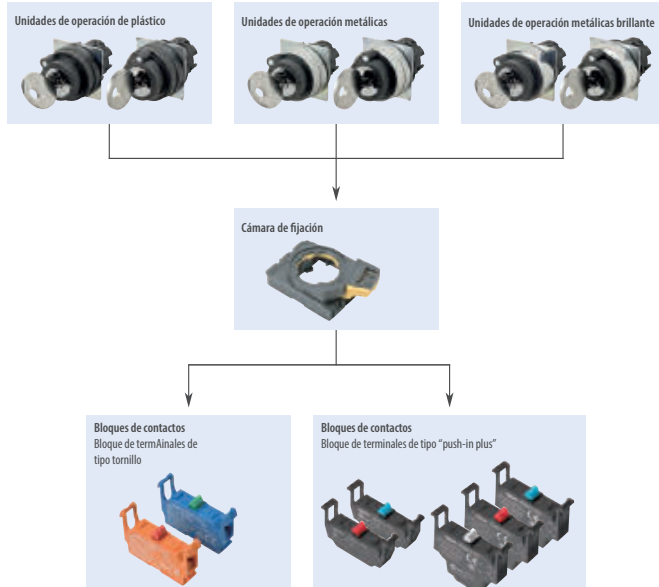 Unidades de operación de plástico
Unidades de operación metálicas
Unidades de operación metálicas brillante
Cámara de fijación
Bloques de contactos
Bloque de termAinales de
tipo tornillo
Bloques de contactos
Bloque de terminales de tipo “push-in plus”